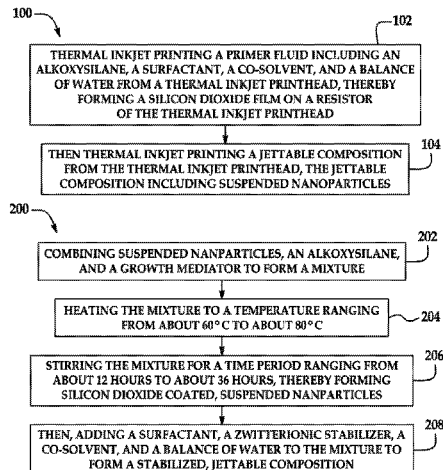 100
102
THERMAL INKJET PRINTING A PRIMER FLUID INCLUDING AN
ALKOXYSILANE, A SURFACTANT, A CO-SOLVENT, AND A BALANCE
OF WATER FROM A THERMAL INKJET PRINTHEAD, THEREBY
FORMING A SILICON DIOXIDE FILM ON A RESISTOR
OF THE THERMAL INKJET PRINTHEAD
104
THEN THERMAL INKJET PRINTING A JETTABLE COMPOSITION
FROM THE THERMAL INKJET PRINTHEAD, THE JETTABLE
COMPOSITION INCLUDING SUSPENDED NANOPARTICLES
200
202
COMBINING SUSPENDED NANPARTICLES, AN ALKOXYSILANE,
AND A GROWTH MEDIATOR TO FORM A MIXTURE
204
HEATING THE MIXTURE TO A TEMPERATURE RANGING
FROM ABOUT 60°C TO ABOUT 80°C
206
STIRRING THE MIXTURE FOR A TIME PERIOD RANGING FROM
ABOUT 12 HOURS TO ABOUT 36 HOURS, THEREBY FORMING
SILICON DIOXIDE COATED, SUSPENDED NANPARTICLES
208
THEN, ADDING A SURFACTANT, A ZWITTERIONIC STABILIZER, A
CO-SOLVENT, AND A BALANCE OF WATER TO THE MIXTURE TO
FORM A STABILIZED, JETTABLE COMPOSITION